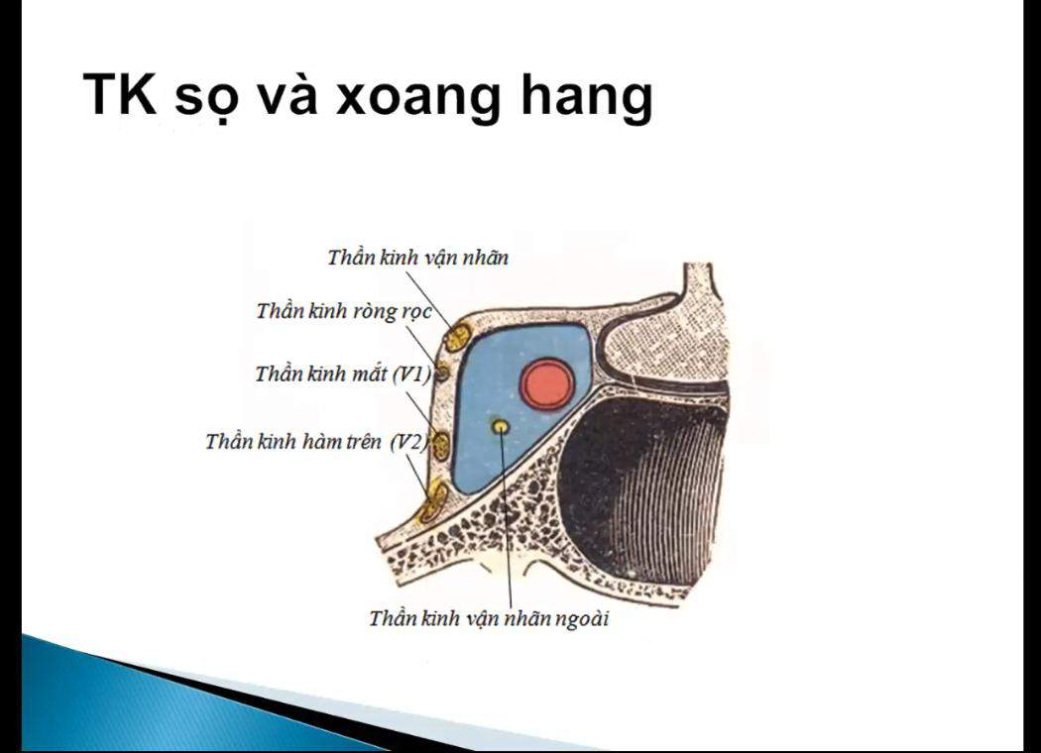 TK sọ và xoang hang
Thần kinh vận nhãn
Thần kinh ròng rọc
Thần kinh mắt (V1)
Thần kinh hàm trên (V2)
Thần kinh vận nhãn ngoài